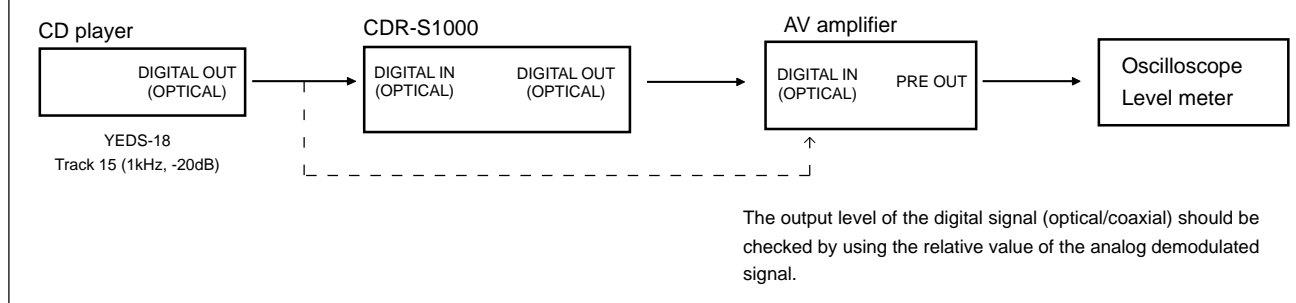 CD player
DIGITAL OUT
(OPTICAL)
YEDS-18
Track 15 (1kHz, -20dB)
CDR-S1000
DIGITAL IN
(OPTICAL)
DIGITAL OUT
(OPTICAL)
AV amplifier
DIGITAL IN
(OPTICAL)
PRE OUT
Oscilloscope
Level meter
The output level of the digital signal (optical/coaxial) should be
checked by using the relative value of the analog demodulated
signal.